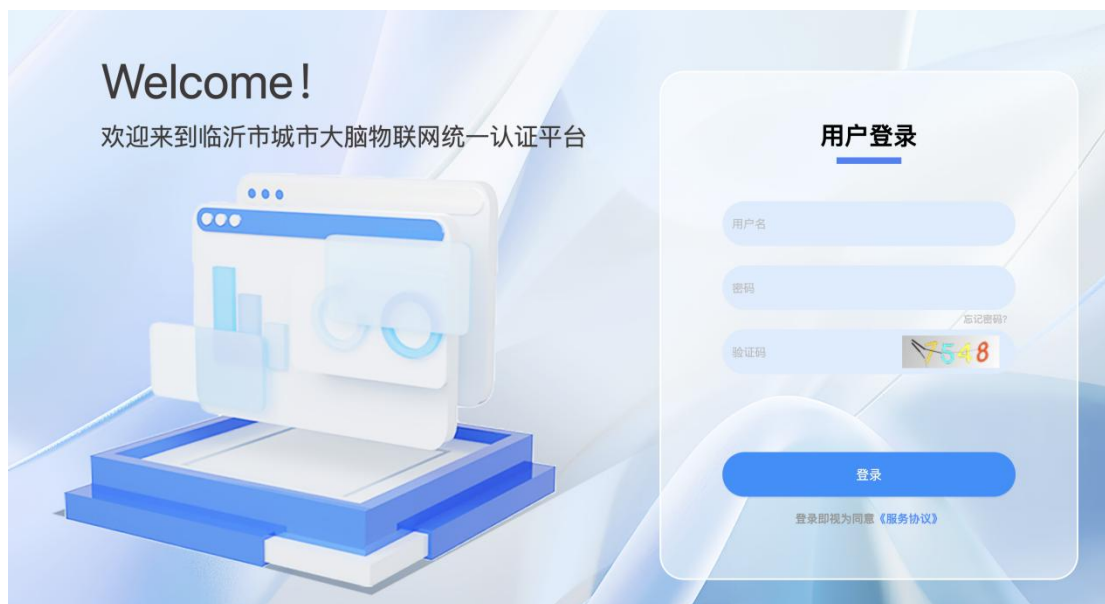 Welcome!
欢迎来到临沂市城市大脑物联网统一认证平台
用户登录
用户名
密码
忘记密码?
验证码
登录
登录即视为同意《服务协议》